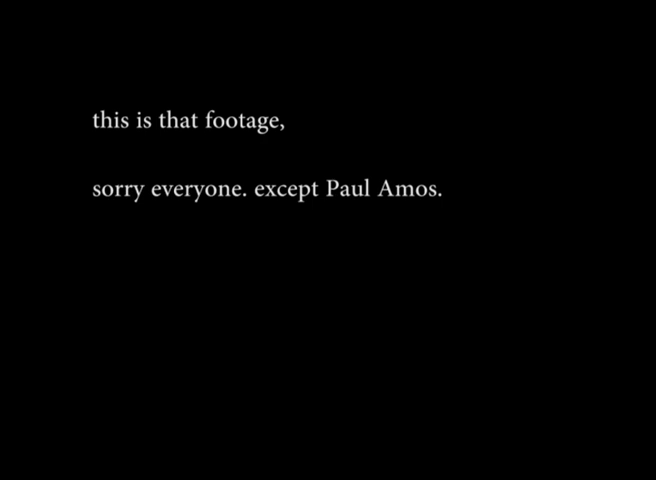 this is that footage,
sorry everyone. except Paul Amos.